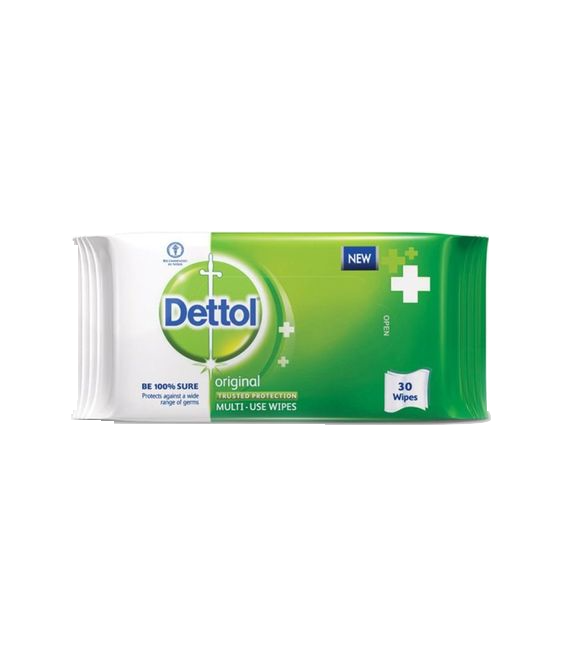 RECOMMENDED
NEW
Dettol
OPEN
original
TRUSTED PROTECTION
MULTI-USE WIPES
BE 100% SURE
Protects against a wide
range of germs
30
Wipes